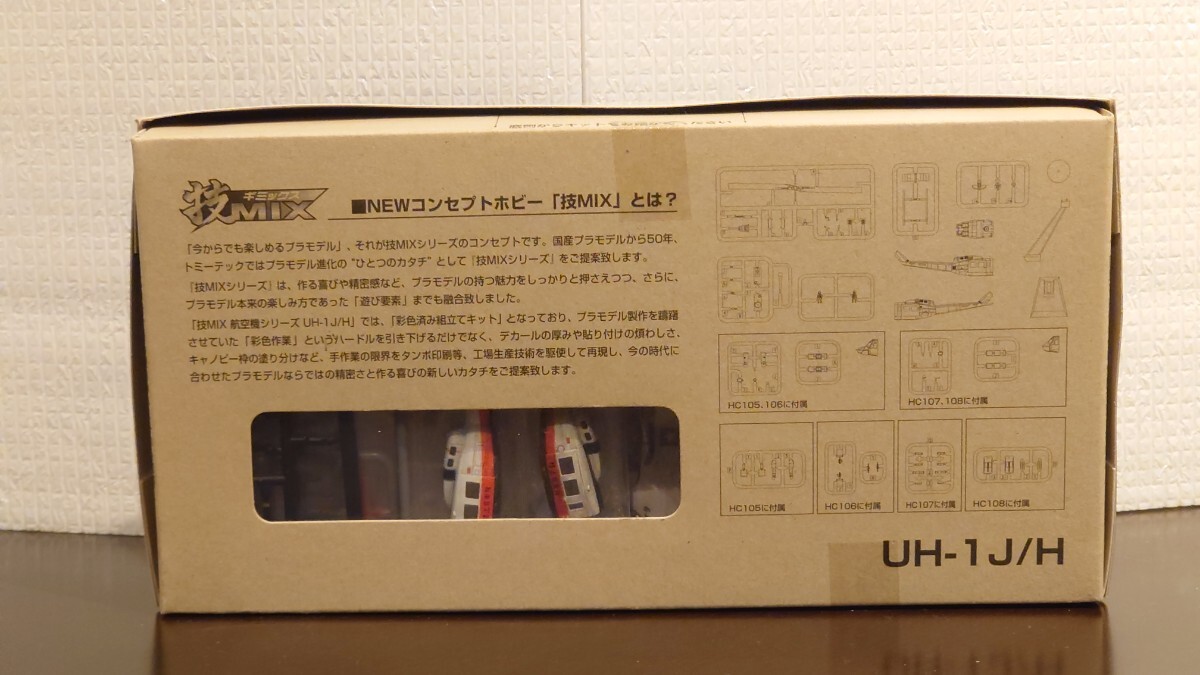 技MIX
ギミックス
■NEWコンセプトホビー「技MIX」とは？
「今からでも楽しめるプラモデル」、それが技MIXシリーズのコンセプトです。国産プラモデルから50年、
トミーテックではプラモデル進化の“ひとつのカタチ”として『技MIXシリーズ』をご提案致します。
『技MIXシリーズ』は、作る喜びや精密感など、プラモデルの持つ魅力をしっかりと押さえつつ、さらに、
プラモデル本来の楽しみ方であった「遊び要素」までも融合致しました。
「技MIX 航空機シリーズ UH-1J/H」では、「彩色済み組立てキット」となっており、プラモデル製作を躊躇
させていた「彩色作業」というハードルを引き下げるだけでなく、デカールの厚みや貼り付けの煩わしさ、
キャノピー枠の塗り分けなど、手作業の限界をタンポ印刷等、工場生産技術を駆使して再現し、今の時代に
合わせたプラモデルならではの精密さと作る喜びの新しいカタチをご提案致します。
HC105.106に付属
HC107.108に付属
HC105に付属
HC106に付属
HC107に付属
HC108に付属
UH-1J/H